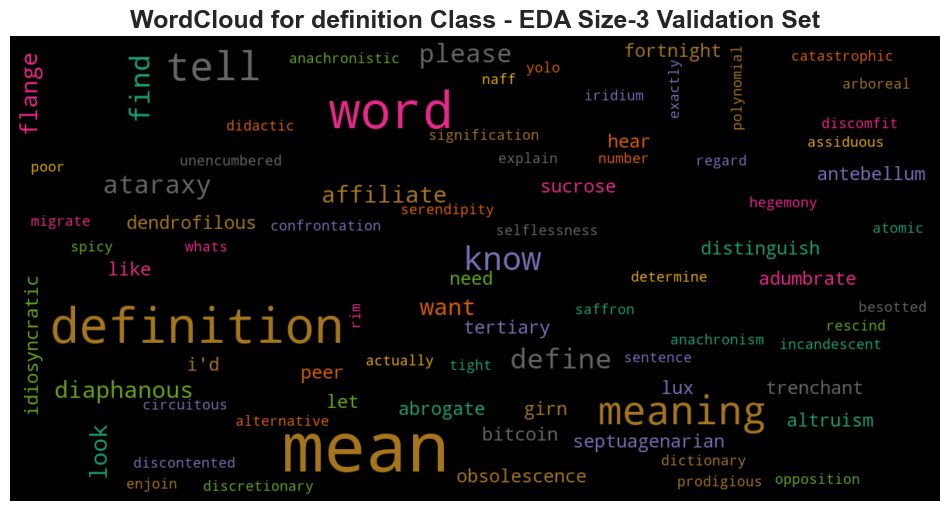 WordCloud for definition Class - EDA Size-3 Validation Set
flange
find
tell
anachronistic
please
yolo
naff
fortnight
exactly
polynomial
catastrophic
arboreal
iridium
word
didactic
signification
hear
discomfit
assiduous
poor
unencumbered
explain
number
regard
antebellum
ataraxy
affiliate
sucrose
serendipity
hegemony
migrate
dendrofilous
confrontation
selflessness
atomic
spicy
whats
know
distinguish
like
need
determine
adumbrate
idiosyncratic
definition
rim
want
tertiary
saffron
besotted
rescind
anachronism
incandescent
i'd
actually
tight
define
sentence
peer
diaphanous
lux
trenchant
circuitous
let
abrogate
girn
meaning
altruism
alternative
look
mean
bitcoin
septuagenarian
discontented
dictionary
enjoin
discretionary
obsolescence
prodigious
opposition